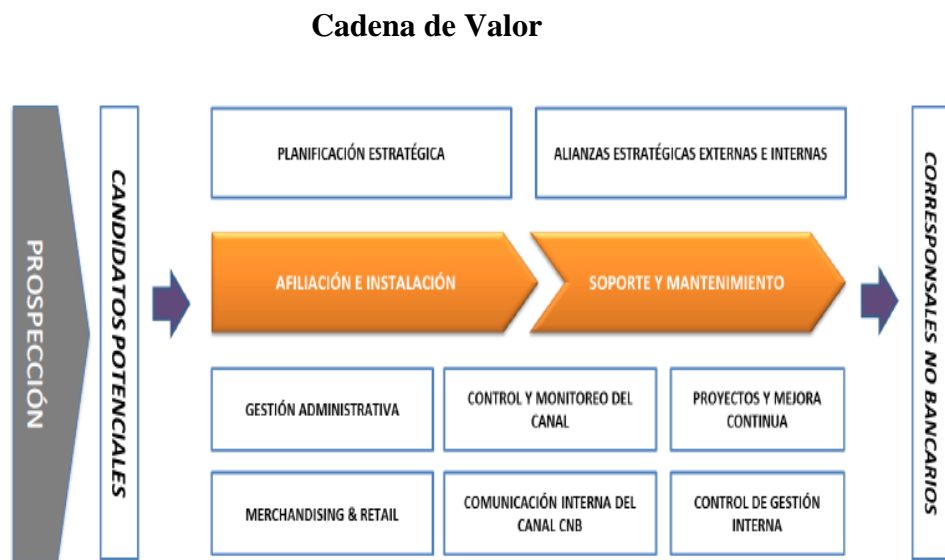 Cadena de Valor
PROSPECCIÓN
CANDIDATOS POTENCIALES
PLANIFICACIÓN ESTRATÉGICA
ALIANZAS ESTRATÉGICAS EXTERNAS E INTERNAS
AFILIACIÓN E INSTALACIÓN
SOPORTE Y MANTENIMIENTO
GESTIÓN ADMINISTRATIVA
CONTROL Y MONITOREO DEL
CANAL
PROYECTOS Y MEJORA
CONTINUA
MERCHANDISING & RETAIL
COMUNICACIÓN INTERNA DEL
CANAL CNB
CONTROL DE GESTIÓN
INTERNA
CORRESPONSALES NO BANCARIOS